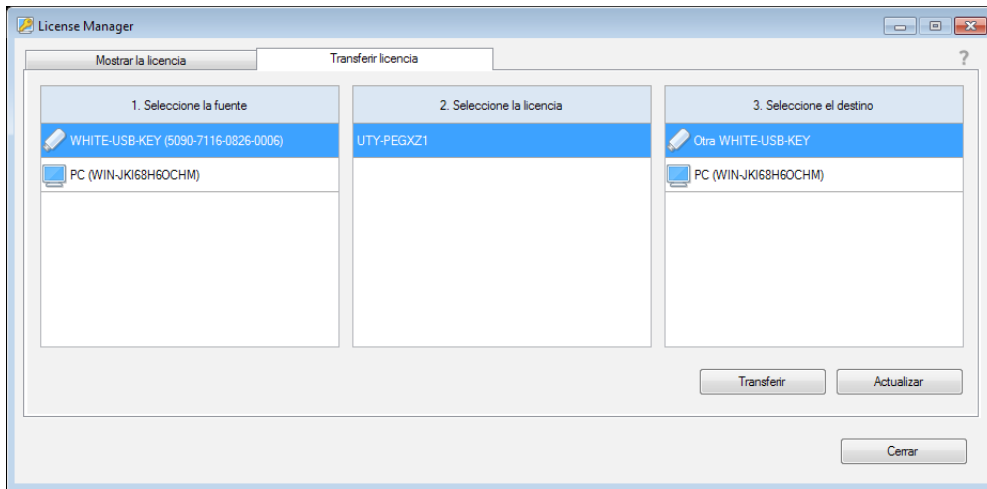 License Manager
Mostrar la licencia
Transferir licencia
?
1. Seleccione la fuente
2. Seleccione la licencia
3. Seleccione el destino
WHITE-USB-KEY (5090-7116-0826-0006)
UTY-PEGXZ1
Otra WHITE-USB-KEY
PC (WIN-JKI68H6OCHM)
PC (WIN-JKI68H6OCHM)
Transferir
Actualizar
Cerrar